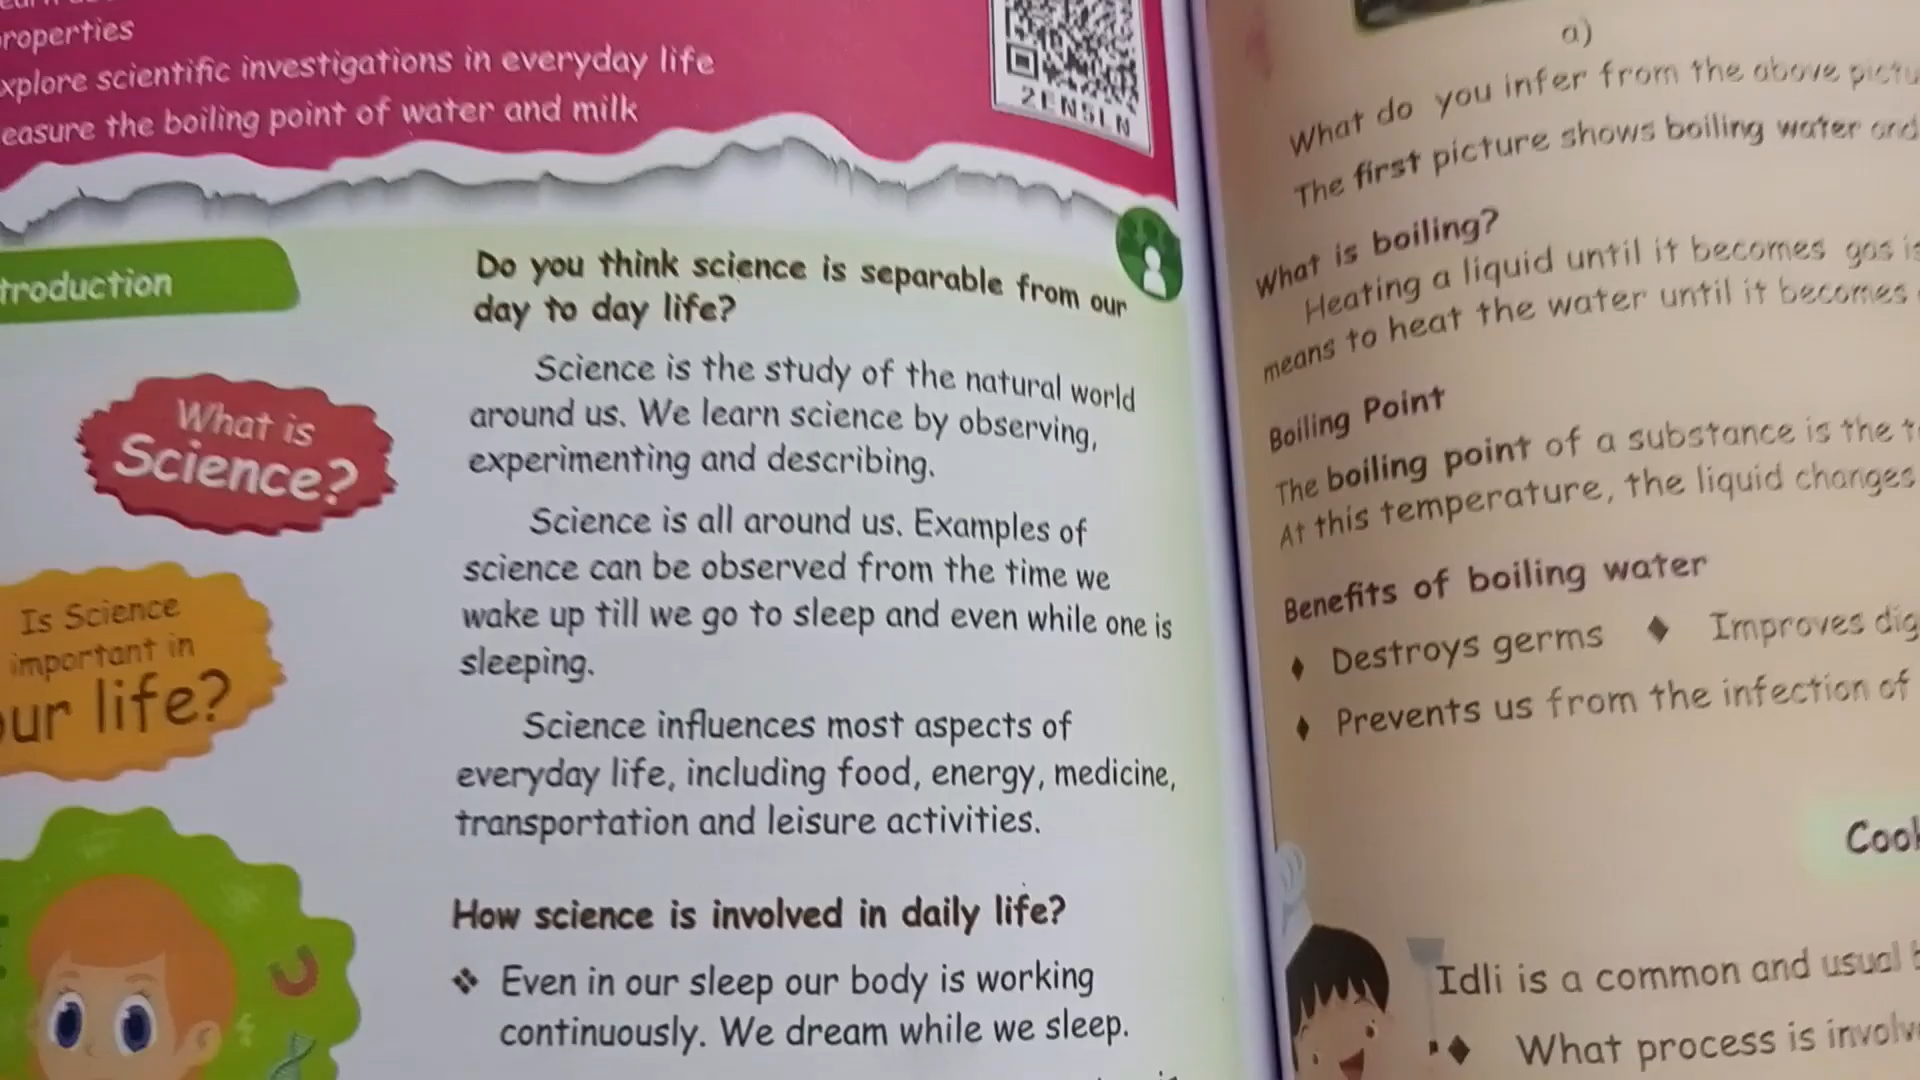 roperties
xplore scientific investigations in everyday life
easure the boiling point of water and milk
troduction
What is
Science?
Is Science
important in
ur life?
Do you think science is separable from our
day to day life?
Science is the study of the natural world
around us. We learn science by observing,
experimenting and describing.
Science is all around us. Examples of
science can be observed from the time we
wake up till we go to sleep and even while one is
sleeping.
Science influences most aspects of
everyday life, including food, energy, medicine,
transportation and leisure activities.
How science is involved in daily life?
Even in our sleep our body is working
continuously. We dream while we sleep.
a)
What do you infer from the above pictu
The first picture shows boiling water and
What is boiling?
Heating a liquid until it becomes gas is
means to heat the water until it becomes
Boiling Point
The boiling point of a substance is the t
At this temperature, the liquid changes
Benefits of boiling water
Destroys germs ♦ Improves dig
Prevents us from the infection of
Cook
Idli is a common and usual b
What process is involv